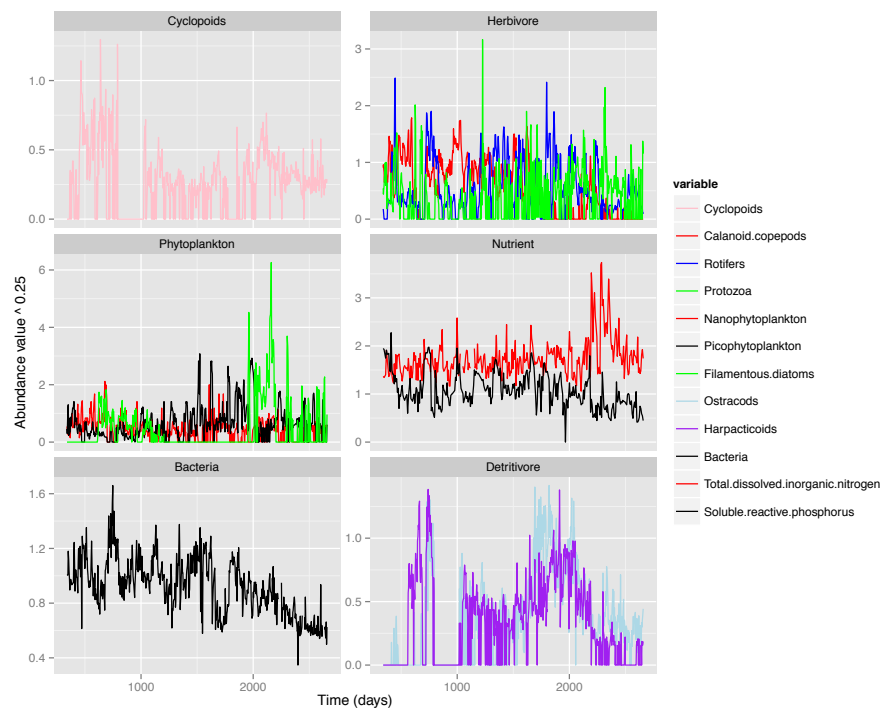 Cyclopoids
Herbivore
1.0
0.5
0.0
3
2
1
0
Phytoplankton
Nutrient
6
4
2
0
3
2
1
0
Bacteria
Detritivore
1.6
1.2
0.8
0.4
1.0
0.5
0.0
1000
2000
1000
2000
Time (days)
Abundance value ^ 0.25
variable
Cyclopoids
Calanoid.copepods
Rotifers
Protozoa
Nanophytoplankton
Picophytoplankton
Filamentous.diatoms
Ostracods
Harpacticoids
Bacteria
Total.dissolved.inorganic.nitrogen
Soluble.reactive.phosphorus